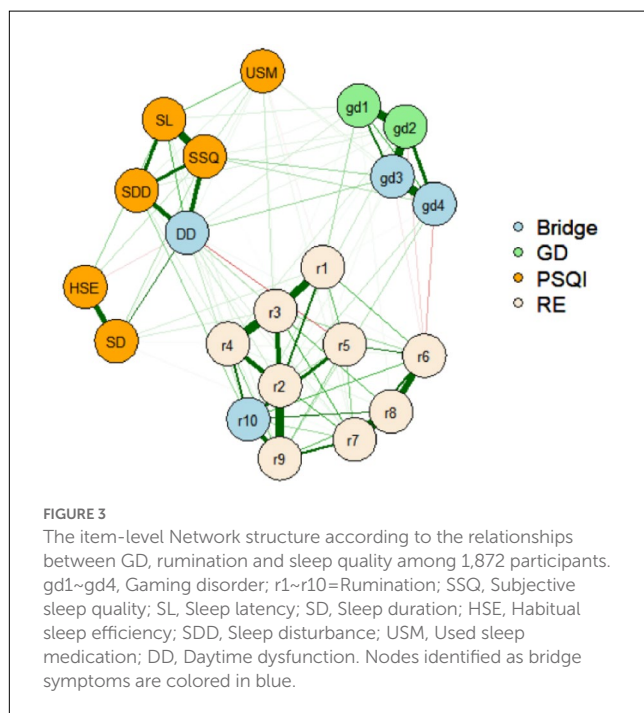 USM
gd1
gd2
SL
SSQ
gd3
SDD
gd4
DD
Bridge
GD
PSQI
RE
r1
HSE
r3
SD
r4
r5
r6
r2
r10
r8
r7
r9
FIGURE 3
The item-level Network structure according to the relationships
between GD, rumination and sleep quality among 1,872 participants.
gd1~gd4, Gaming disorder; r1~r10=Rumination; SSQ, Subjective
sleep quality; SL, Sleep latency; SD, Sleep duration; HSE, Habitual
sleep efficiency; SDD, Sleep disturbance; USM, Used sleep
medication; DD, Daytime dysfunction. Nodes identified as bridge
symptoms are colored in blue.